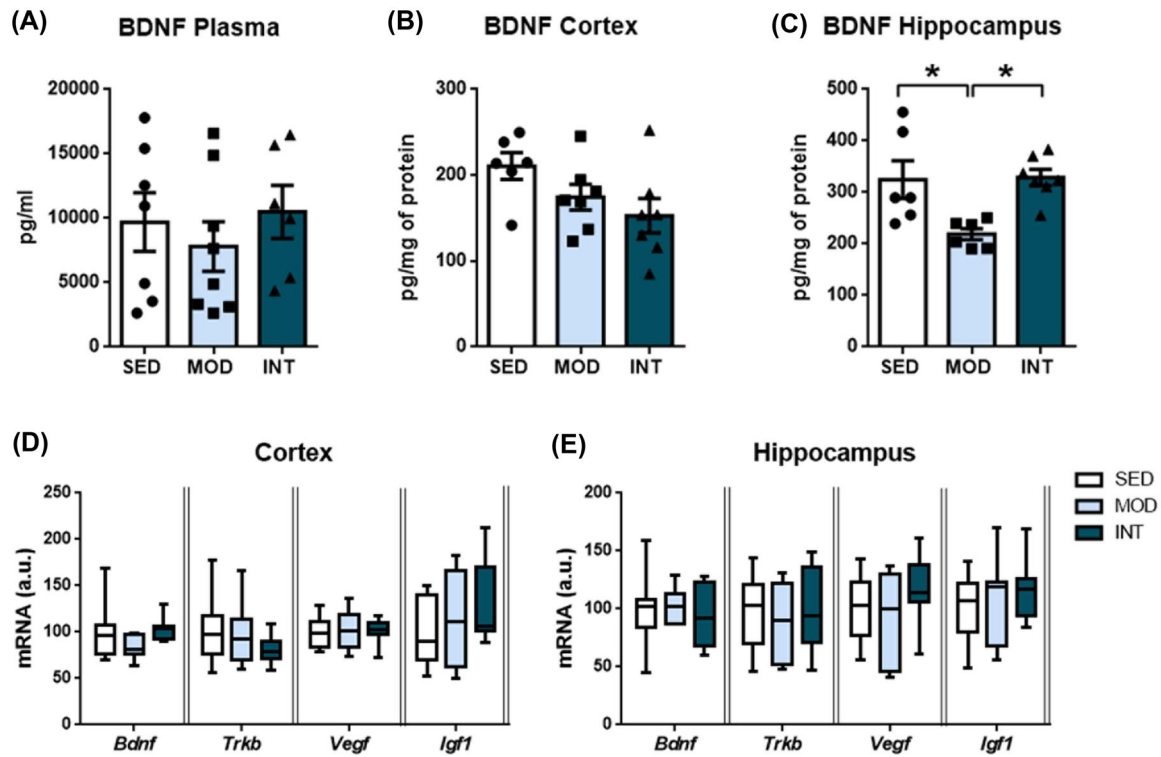 (A)
BDNF Plasma
pg/ml
20000
15000
10000
5000
0
SED MOD INT
(B)
BDNF Cortex
pg/mg of protein
300
200
100
0
SED MOD INT
(C)
BDNF Hippocampus
pg/mg of protein
500
400
300
200
100
0
* *
SED MOD INT
(D)
Cortex
mRNA (a.u.)
250
200
150
100
50
0
Bdnf Trkb Vegf Igf1
(E)
Hippocampus
mRNA (a.u.)
200
150
100
50
0
Bdnf Trkb Vegf Igf1
SED
MOD
INT